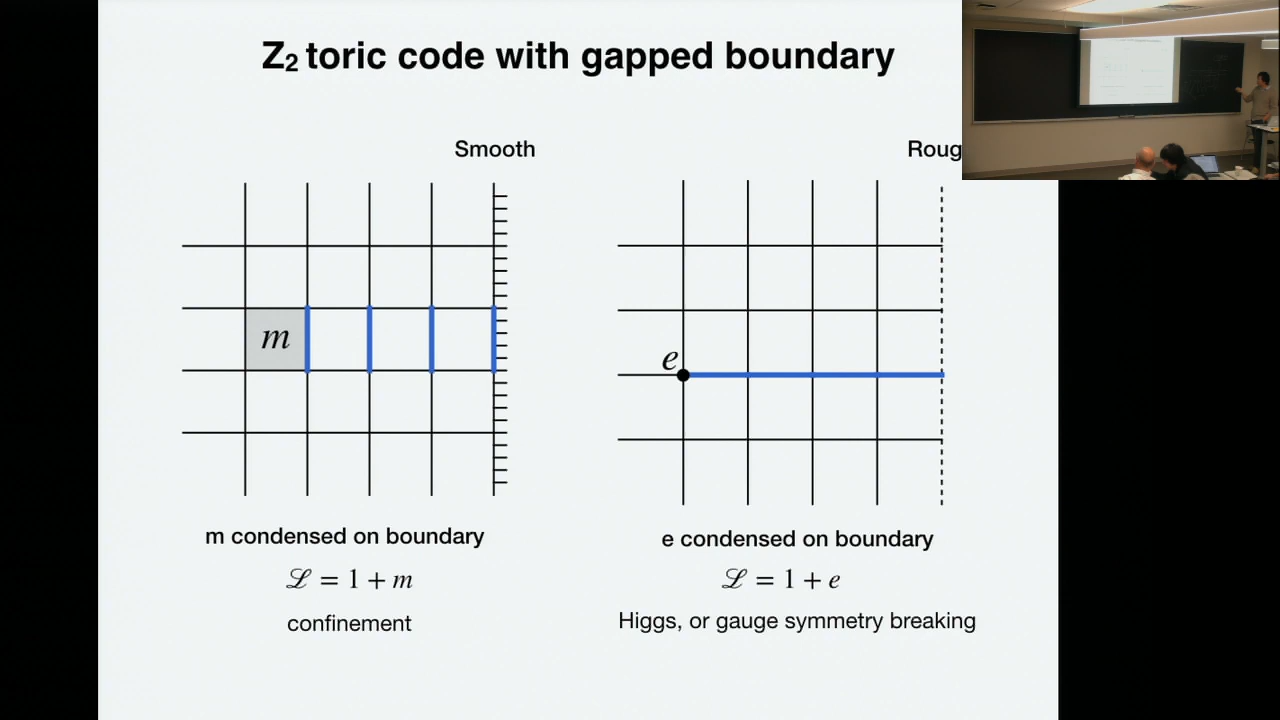 Z₂ toric code with gapped boundary
Smooth
Roug
m
e
m condensed on boundary
ℒ = 1 + m
confinement
e condensed on boundary
ℒ = 1 + e
Higgs, or gauge symmetry breaking